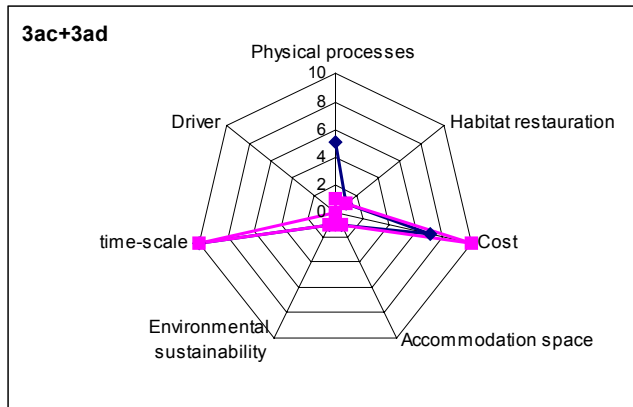 3ac+3ad
Physical processes
10
8
6
4
2
0
Driver
Habitat restauration
time-scale
Cost
Environmental
sustainability
Accommodation space